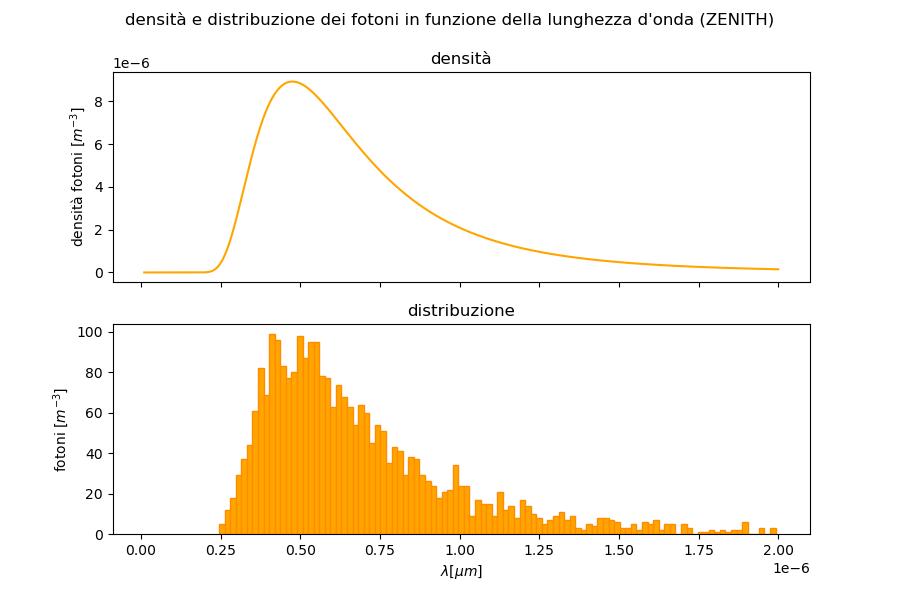 densità e distribuzione dei fotoni in funzione della lunghezza d'onda (ZENITH)
densità
1e−6
8
6
4
2
0
densità fotoni [$m^{-3}$]
distribuzione
100
80
60
40
20
0
fotoni [$m^{-3}$]
0.00 0.25 0.50 0.75 1.00 1.25 1.50 1.75 2.00
1e−6
λ[μm]